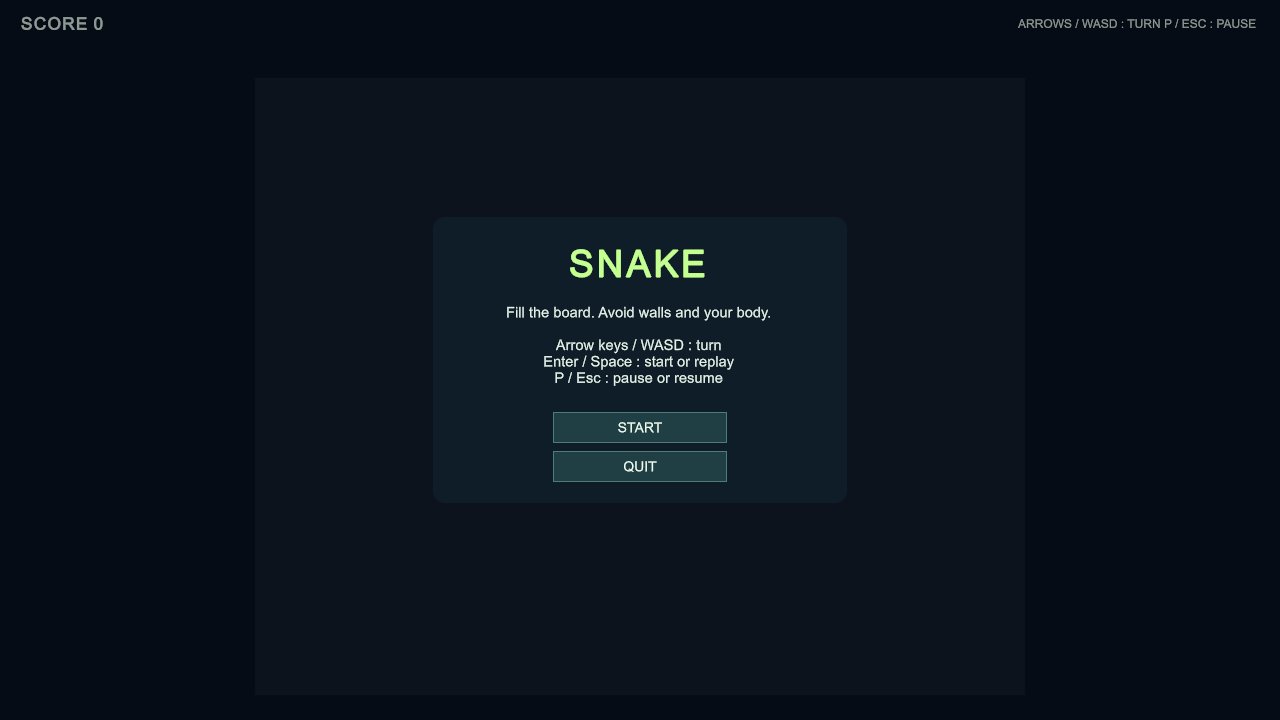 SCORE 0
ARROWS / WASD : TURN P / ESC : PAUSE
SNAKE
Fill the board. Avoid walls and your body.
Arrow keys / WASD : turn
Enter / Space : start or replay
P / Esc : pause or resume
START
QUIT